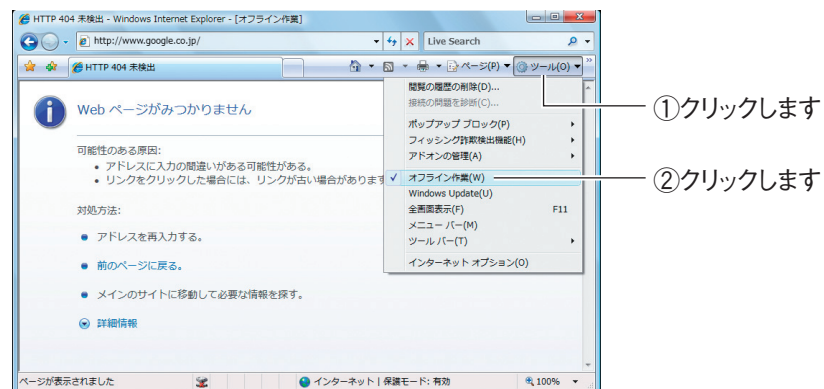 HTTP 404 未検出 - Windows Internet Explorer - [オフライン作業]
http://www.google.co.jp/
Live Search
HTTP 404 未検出
ページ(P)
ツール(O)
閲覧の履歴の削除(D)...
接続の問題を診断(C)...
ポップアップ ブロック(P)
フィッシング詐欺検出機能(H)
アドオンの管理(A)
オフライン作業(W)
Windows Update(U)
全画面表示(F) F11
メニュー バー(M)
ツール バー(T)
インターネット オプション(O)
①クリックします
②クリックします
Web ページがみつかりません
可能性のある原因:
• アドレスに入力の間違いがある可能性がある。
• リンクをクリックした場合には、リンクが古い場合があります
対処方法:
アドレスを再入力する。
前のページに戻る。
メインのサイトに移動して必要な情報を探す。
詳細情報
ページが表示されました
インターネット | 保護モード: 有効
100%